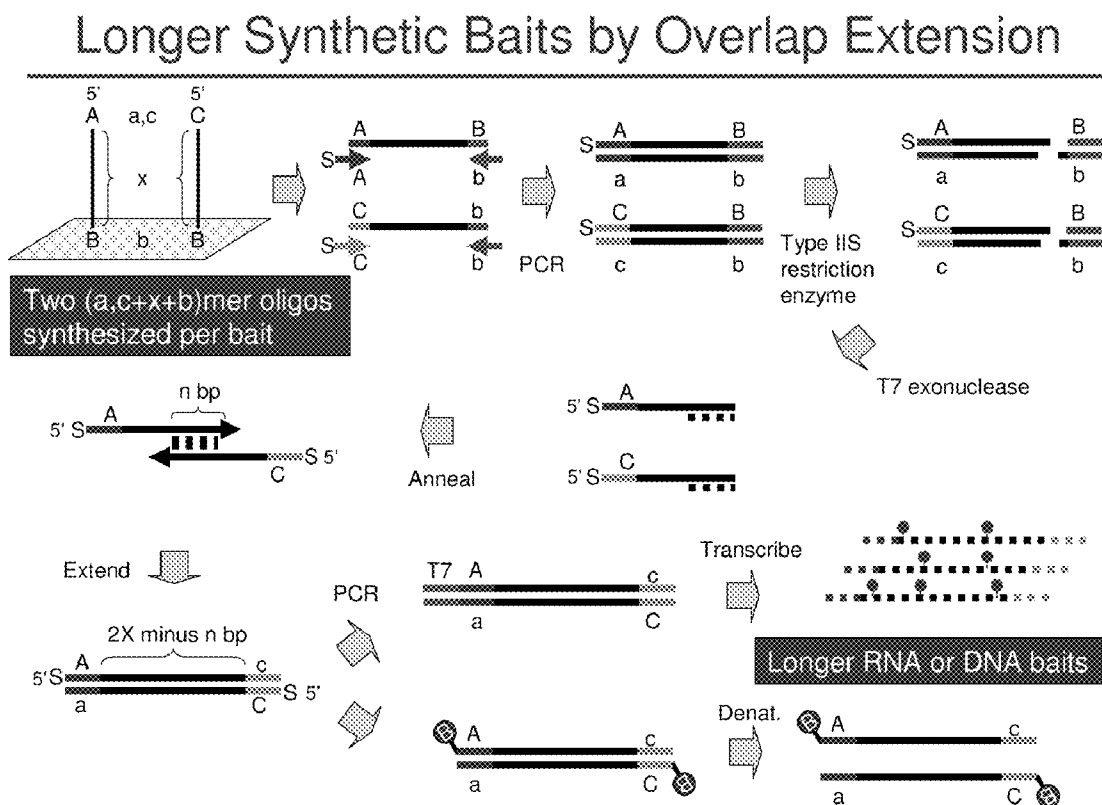 Longer Synthetic Baits by Overlap Extension
5' 5'
A a,c C
x
B b B
Two (a,c+x+b)mer oligos
synthesized per bait
A B
S
A b
C b
S
C b
PCR
A B
S
a b
C B
S
c b
Type IIS
restriction
enzyme
A B
S
a b
C B
S
c b
T7 exonuclease
A
5' S
C
5' S
Anneal
n bp
A
5' S
S 5'
C
Extend
2X minus n bp
A c
5'S
S 5'
a C
PCR
T7 A c
a C
Transcribe
Longer RNA or DNA baits
A c
a C
Denat.
A c
a C